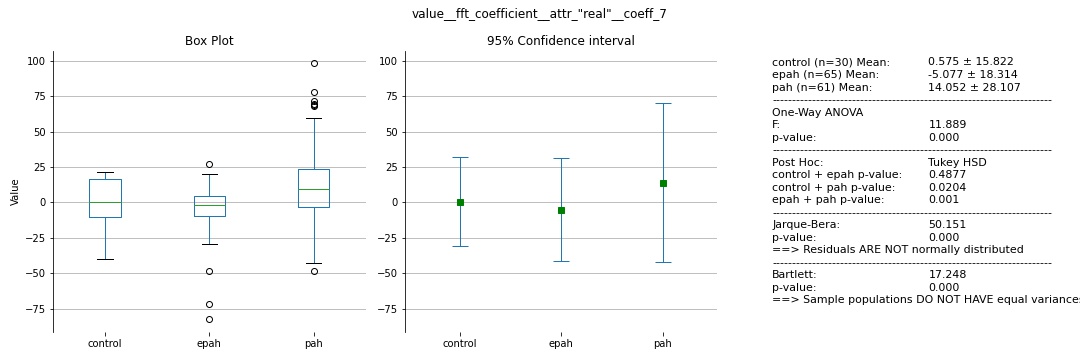 value__fft_coefficient__attr_"real"__coeff_7
Box Plot
100
75
50
25
0
−25
−50
−75
Value
control epah pah
95% Confidence interval
100
75
50
25
0
−25
−50
−75
control epah pah
control (n=30) Mean: 0.575 ± 15.822
epah (n=65) Mean: -5.077 ± 18.314
pah (n=61) Mean: 14.052 ± 28.107
One-Way ANOVA
F: 11.889
p-value: 0.000
Post Hoc: Tukey HSD
control + epah p-value: 0.4877
control + pah p-value: 0.0204
epah + pah p-value: 0.001
Jarque-Bera: 50.151
p-value: 0.000
==> Residuals ARE NOT normally distributed
Bartlett: 17.248
p-value: 0.000
==> Sample populations DO NOT HAVE equal variances